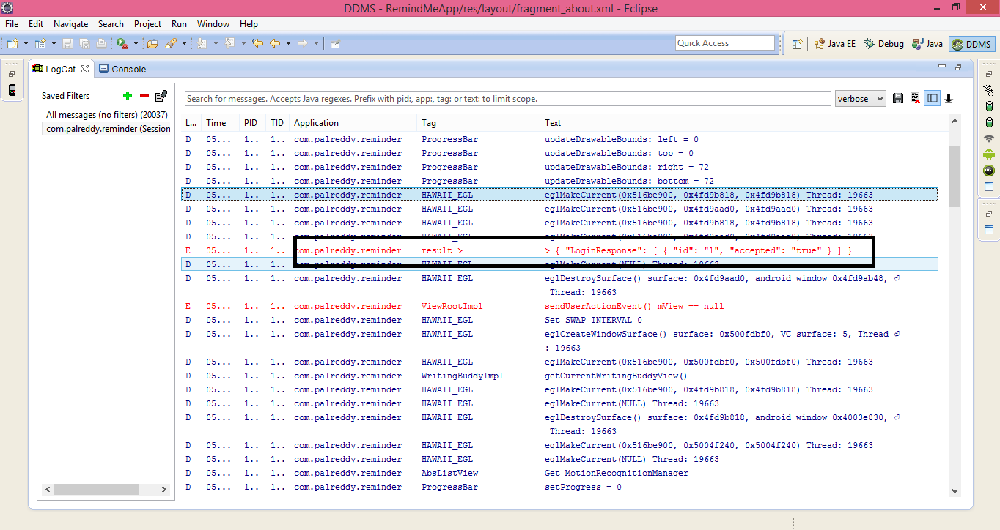 DDMS - RemindMeApp/res/layout/fragment_about.xml - Eclipse
File Edit Navigate Search Project Run Window Help
Quick Access
Java EE Debug Java DDMS
LogCat Console
Saved Filters
All messages (no filters) (20037)
com.palreddy.reminder (Session
Search for messages. Accepts Java regexes. Prefix with pid:, app:, tag: or text: to limit scope.
verbose
L... Time PID TID Application Tag Text
D 05... 1.. 1.. com.palreddy.reminder ProgressBar updateDrawableBounds: left = 0
D 05... 1.. 1.. com.palreddy.reminder ProgressBar updateDrawableBounds: top = 0
D 05... 1.. 1.. com.palreddy.reminder ProgressBar updateDrawableBounds: right = 72
D 05... 1.. 1.. com.palreddy.reminder ProgressBar updateDrawableBounds: bottom = 72
D 05... 1.. 1.. com.palreddy.reminder HAWAII_EGL eglMakeCurrent(0x516be900, 0x4fd9b818, 0x4fd9b818) Thread: 19663
D 05... 1.. 1.. com.palreddy.reminder HAWAII_EGL eglMakeCurrent(0x516be900, 0x4fd9aad0, 0x4fd9aad0) Thread: 19663
D 05... 1.. 1.. com.palreddy.reminder HAWAII_EGL eglMakeCurrent(0x516be900, 0x4fd9b818, 0x4fd9b818) Thread: 19663
D 05... 1.. 1.. com.palreddy.reminder HAWAII_EGL eglMakeCurrent(0x516be900, 0x4fd9aad0, 0x4fd9aad0) Thread: 19663
E 05... 1.. 1.. com.palreddy.reminder result > > { "LoginResponse": [ { "id": "1", "accepted": "true" } ] }
D 05... 1.. 1.. com.palreddy.reminder HAWAII_EGL eglMakeCurrent(NULL) Thread: 19663
D 05... 1.. 1.. com.palreddy.reminder HAWAII_EGL eglDestroySurface() surface: 0x4fd9aad0, android window 0x4fd9ab48, ⏎
Thread: 19663
E 05... 1.. 1.. com.palreddy.reminder ViewRootImpl sendUserActionEvent() mView == null
D 05... 1.. 1.. com.palreddy.reminder HAWAII_EGL Set SWAP INTERVAL 0
D 05... 1.. 1.. com.palreddy.reminder HAWAII_EGL eglCreateWindowSurface() surface: 0x500fdbf0, VC surface: 5, Thread ⏎
: 19663
D 05... 1.. 1.. com.palreddy.reminder HAWAII_EGL eglMakeCurrent(0x516be900, 0x500fdbf0, 0x500fdbf0) Thread: 19663
D 05... 1.. 1.. com.palreddy.reminder WritingBuddyImpl getCurrentWritingBuddyView()
D 05... 1.. 1.. com.palreddy.reminder HAWAII_EGL eglMakeCurrent(0x516be900, 0x4fd9b818, 0x4fd9b818) Thread: 19663
D 05... 1.. 1.. com.palreddy.reminder HAWAII_EGL eglMakeCurrent(NULL) Thread: 19663
D 05... 1.. 1.. com.palreddy.reminder HAWAII_EGL eglDestroySurface() surface: 0x4fd9b818, android window 0x4003e830, ⏎
Thread: 19663
D 05... 1.. 1.. com.palreddy.reminder HAWAII_EGL eglMakeCurrent(0x516be900, 0x5004f240, 0x5004f240) Thread: 19663
D 05... 1.. 1.. com.palreddy.reminder HAWAII_EGL eglMakeCurrent(NULL) Thread: 19663
D 05... 1.. 1.. com.palreddy.reminder AbsListView Get MotionRecognitionManager
D 05... 1.. 1.. com.palreddy.reminder ProgressBar setProgress = 0